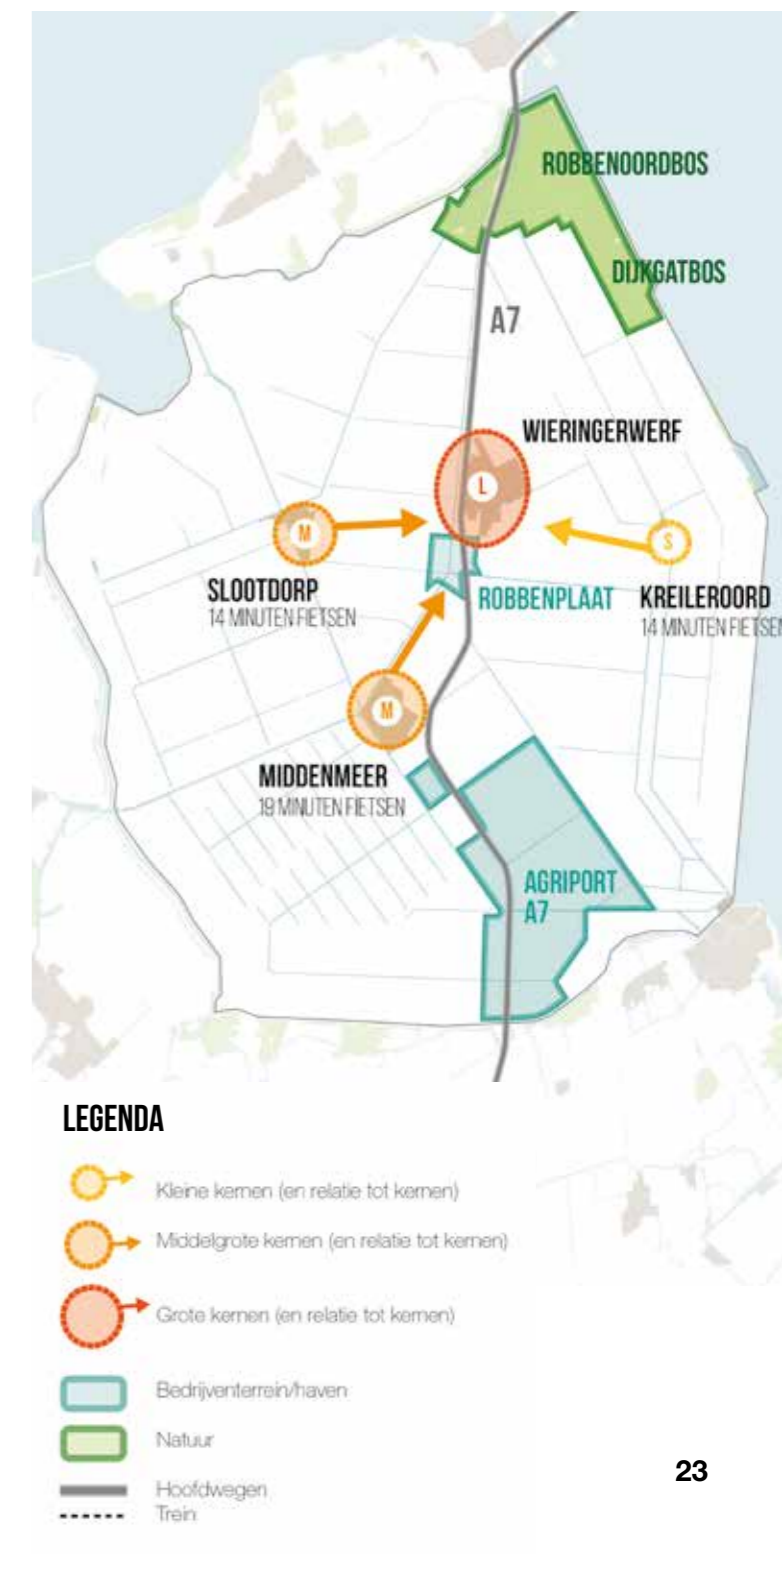 ROBBENOORDBOS
DIJKGATBOS
A7
WIERINGERWERF
L
M
S
SLOOTDORP
14 MINUTEN FIETSEN
ROBBENPLAAT
KREILEROORD
14 MINUTEN FIETSEN
M
MIDDENMEER
19 MINUTEN FIETSEN
AGRIPORT
A7
LEGENDA
Kleine kernen (en relatie tot kernen)
Middelgrote kernen (en relatie tot kernen)
Grote kernen (en relatie tot kernen)
Bedrijventerrein/haven
Natuur
Hoofdwegen
Trein
23